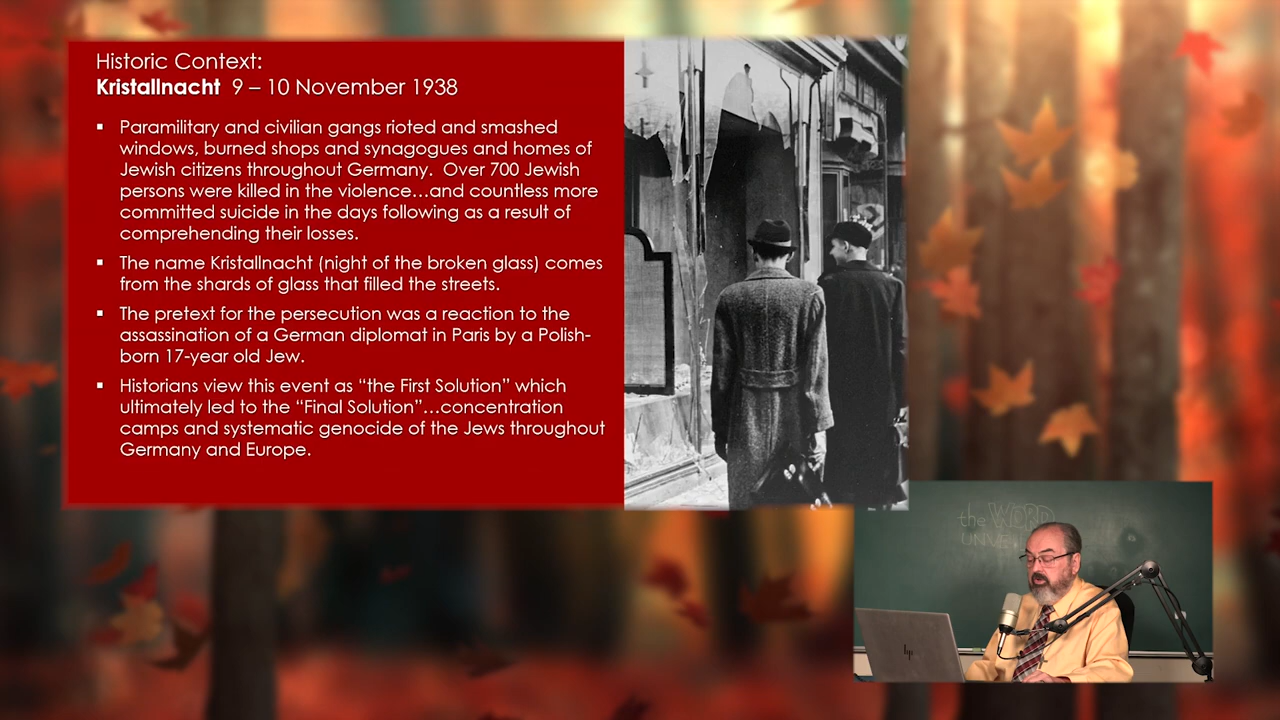 Historic Context:
Kristallnacht 9 – 10 November 1938
▪ Paramilitary and civilian gangs rioted and smashed
windows, burned shops and synagogues and homes of
Jewish citizens throughout Germany.  Over 700 Jewish
persons were killed in the violence…and countless more
committed suicide in the days following as a result of
comprehending their losses.
▪ The name Kristallnacht (night of the broken glass) comes
from the shards of glass that filled the streets.
▪ The pretext for the persecution was a reaction to the
assassination of a German diplomat in Paris by a Polish-
born 17-year old Jew.
▪ Historians view this event as “the First Solution” which
ultimately led to the “Final Solution”…concentration
camps and systematic genocide of the Jews throughout
Germany and Europe.
the WORD
hp